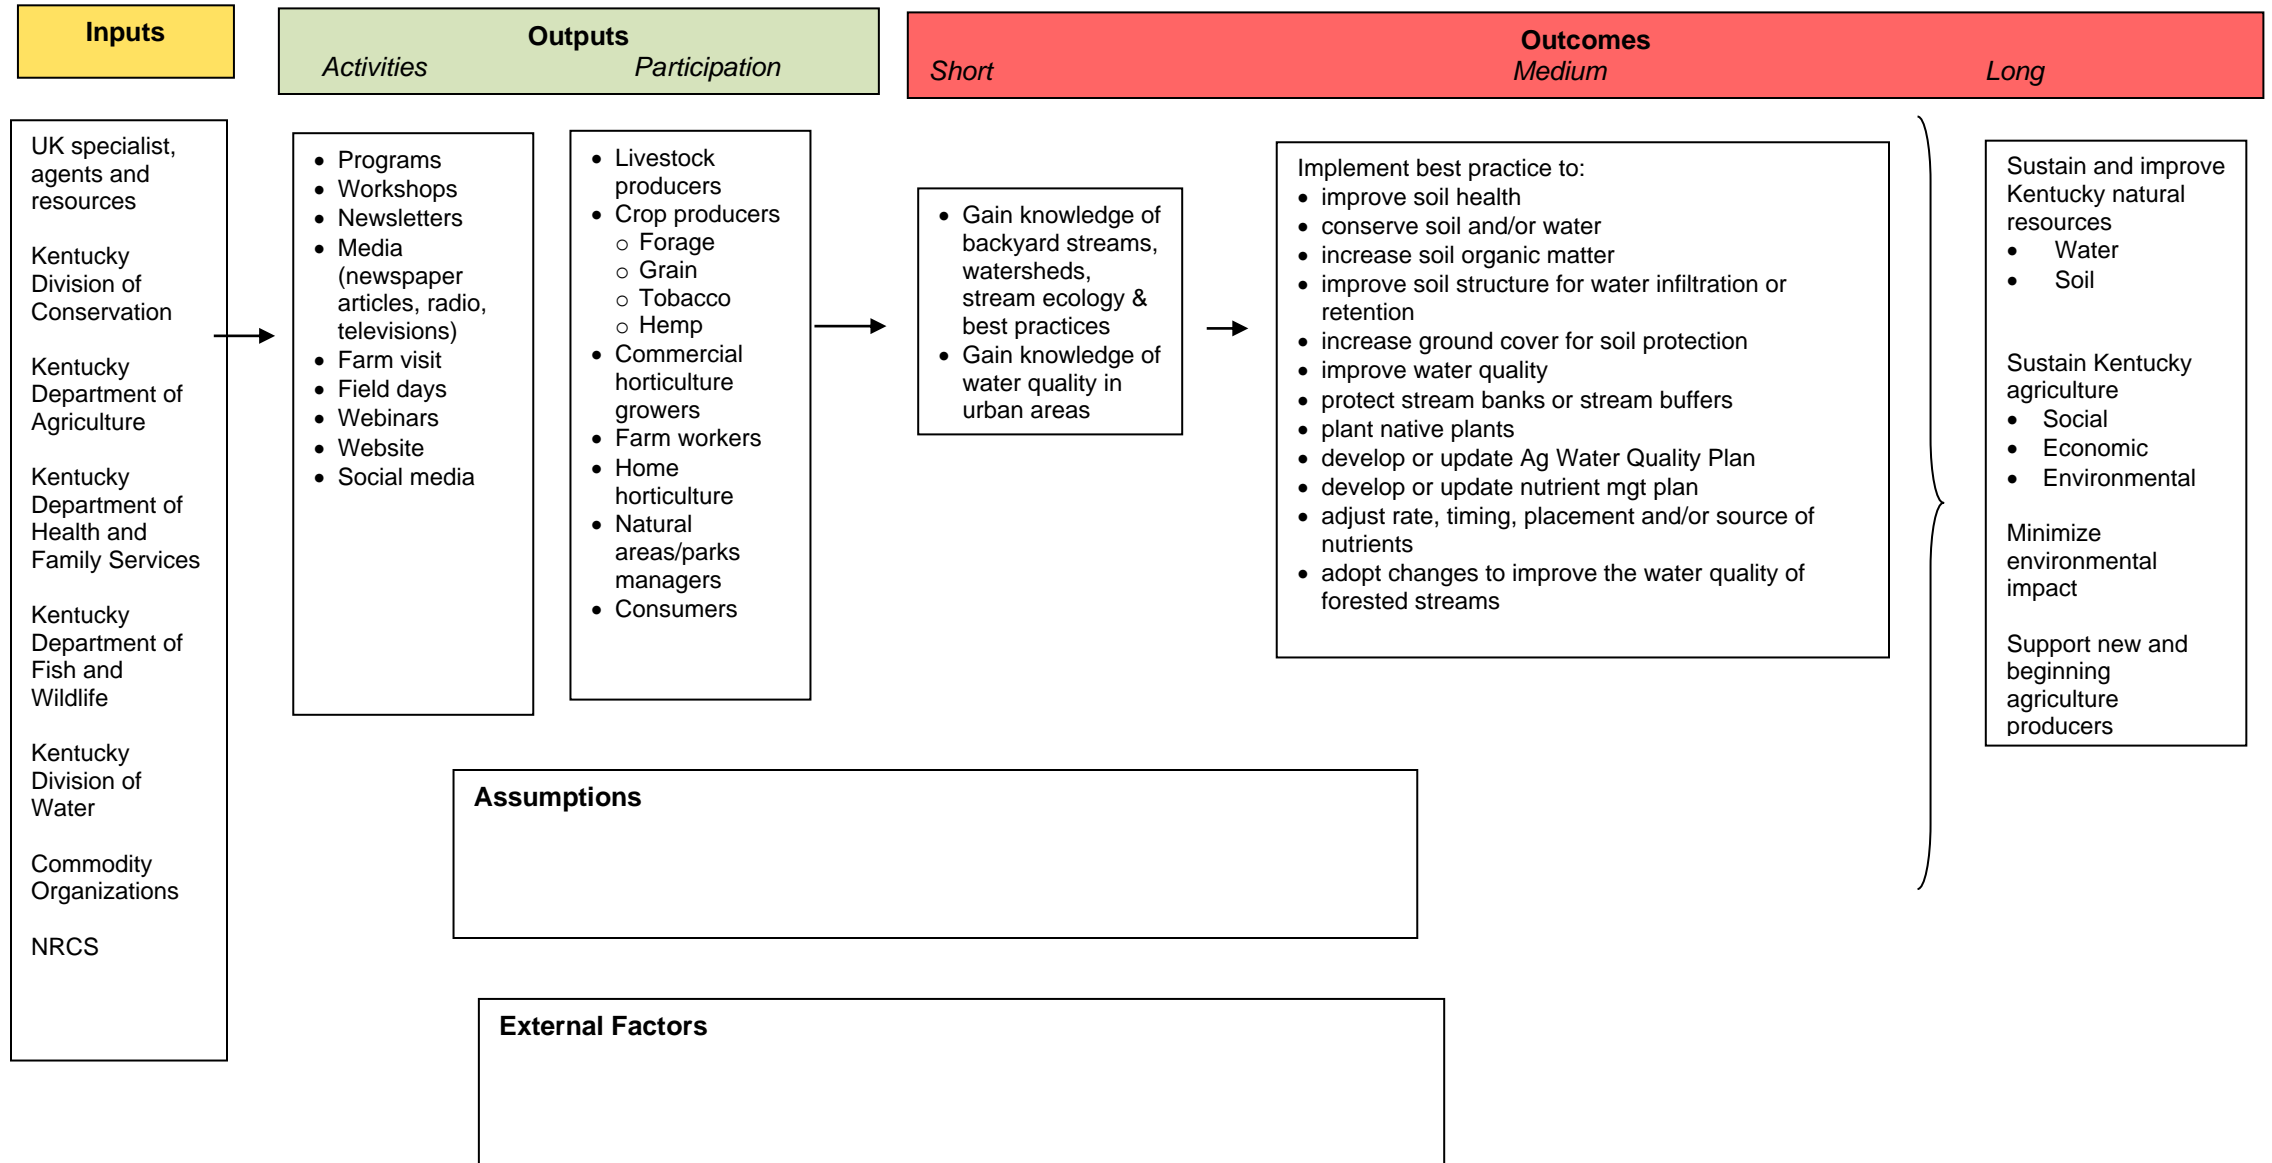 Inputs
Outputs
Activities
Participation
Outcomes
Short
Medium
Long
UK specialist,
agents and
resources
Kentucky
Division of
Conservation
Kentucky
Department of
Agriculture
Kentucky
Department of
Health and
Family Services
Kentucky
Department of
Fish and
Wildlife
Kentucky
Division of
Water
Commodity
Organizations
NRCS
• Programs
• Workshops
• Newsletters
• Media
(newspaper
articles, radio,
televisions)
• Farm visit
• Field days
• Webinars
• Website
• Social media
• Livestock
producers
• Crop producers
o Forage
o Grain
o Tobacco
o Hemp
• Commercial
horticulture
growers
• Farm workers
• Home
horticulture
• Natural
areas/parks
managers
• Consumers
• Gain knowledge of
backyard streams,
watersheds,
stream ecology &
best practices
• Gain knowledge of
water quality in
urban areas
Implement best practice to:
• improve soil health
• conserve soil and/or water
• increase soil organic matter
• improve soil structure for water infiltration or
retention
• increase ground cover for soil protection
• improve water quality
• protect stream banks or stream buffers
• plant native plants
• develop or update Ag Water Quality Plan
• develop or update nutrient mgt plan
• adjust rate, timing, placement and/or source of
nutrients
• adopt changes to improve the water quality of
forested streams
Sustain and improve
Kentucky natural
resources
• Water
• Soil
Sustain Kentucky
agriculture
• Social
• Economic
• Environmental
Minimize
environmental
impact
Support new and
beginning
agriculture
producers
Assumptions
External Factors